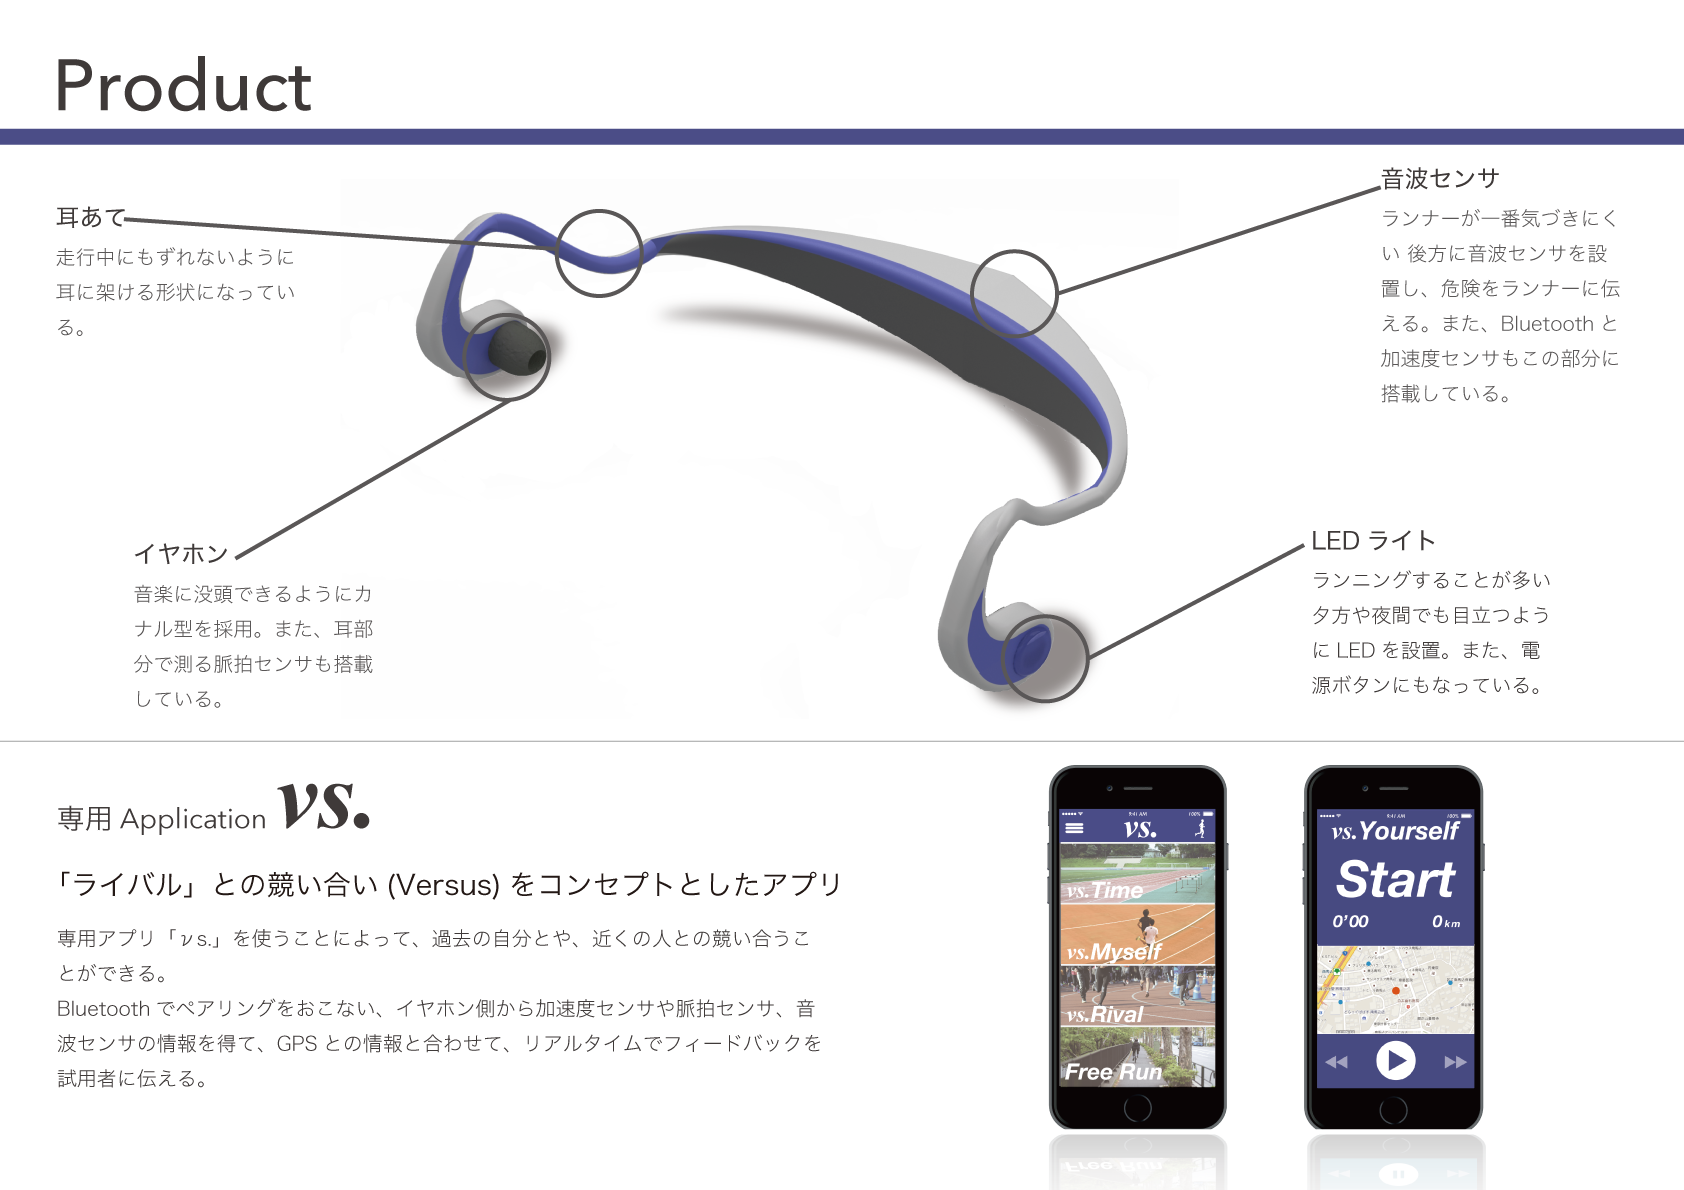 Product
耳あて
走行中にもずれないように
耳に架ける形状になってい
る。
音波センサ
ランナーが一番気づきにく
い 後方に音波センサを設
置し、危険をランナーに伝
える。また、Bluetooth と
加速度センサもこの部分に
搭載している。
イヤホン
音楽に没頭できるようにカ
ナル型を採用。また、耳部
分で測る脈拍センサも搭載
している。
LED ライト
ランニングすることが多い
夕方や夜間でも目立つよう
に LED を設置。また、電
源ボタンにもなっている。
専用 Application vs.
「ライバル」との競い合い (Versus) をコンセプトとしたアプリ
専用アプリ「νs.」を使うことによって、過去の自分とや、近くの人との競い合うこ
とができる。
Bluetooth でペアリングをおこない、イヤホン側から加速度センサや脈拍センサ、音
波センサの情報を得て、GPS との情報と合わせて、リアルタイムでフィードバックを
試用者に伝える。
9:41 AM 100%
vs.
vs.Time
vs.Myself
vs.Rival
Free Run
9:41 AM 100%
vs.Yourself
Start
0'00 0 km